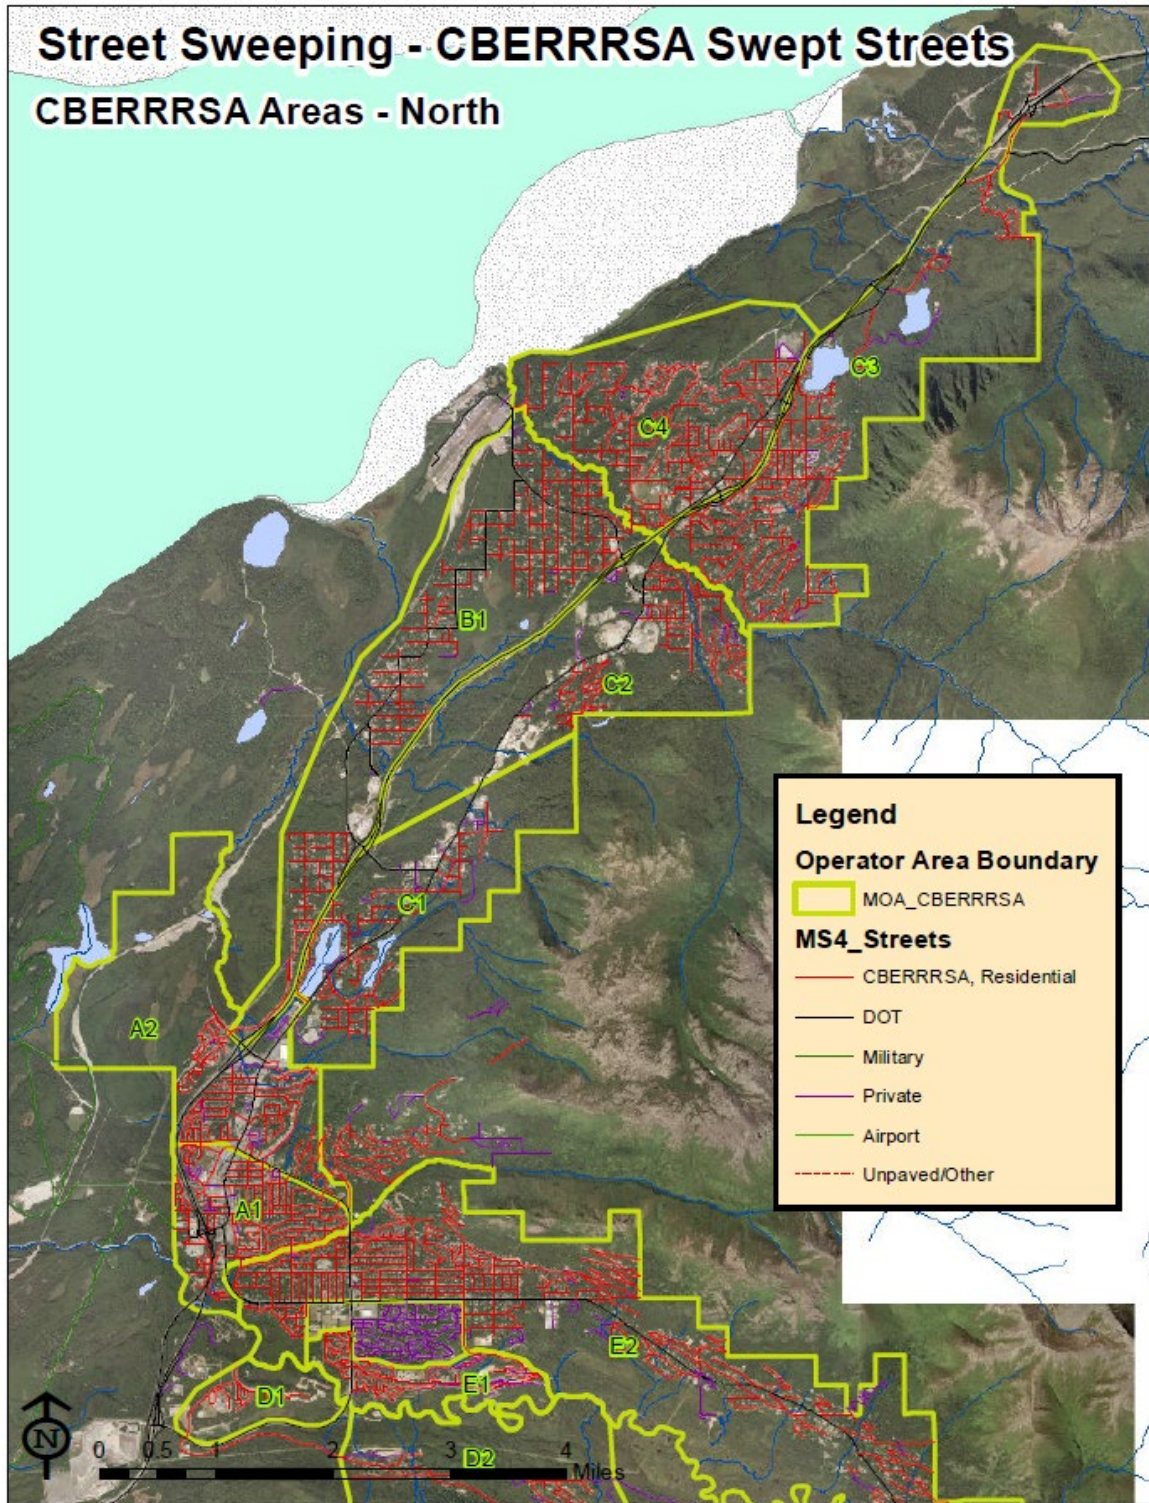 Street Sweeping - CBERRRSA Swept Streets
CBERRRSA Areas - North
C3
C4
B1
C2
C1
A2
A1
E2
E1
D1
D2
Legend
Operator Area Boundary
MOA_CBERRRSA
MS4_Streets
CBERRRSA, Residential
DOT
Military
Private
Airport
Unpaved/Other
N
0 0.5 1 2 3 4
Miles